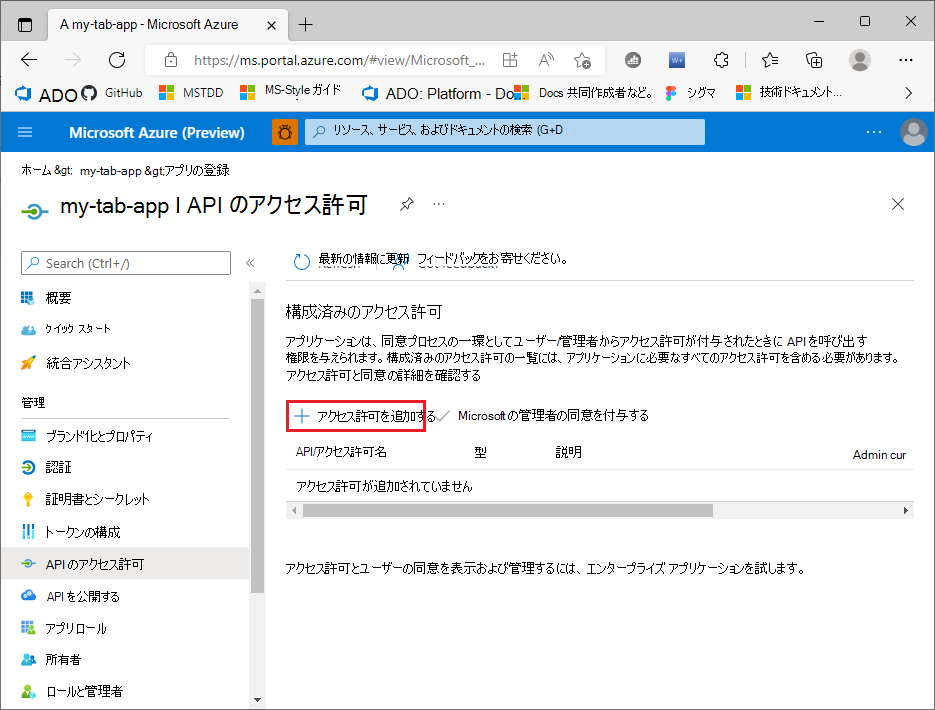 A my-tab-app - Microsoft Azure
https://ms.portal.azure.com/#view/Microsoft_...
ADO
GitHub
MSTDD
MS-Style ガイド
ADO: Platform - Do
Docs 共同作成者など。
シグマ
技術ドキュメント...
Microsoft Azure (Preview)
リソース、サービス、およびドキュメントの検索 (G+D
ホーム &gt; my-tab-app &gt;アプリの登録
my-tab-app I API のアクセス許可
Search (Ctrl+/)
概要
クイック スタート
統合アシスタント
管理
ブランド化とプロパティ
認証
証明書とシークレット
トークンの構成
API のアクセス許可
API を公開する
アプリロール
所有者
ロールと管理者
最新の情報に更新 フィードバックをお寄せください。
構成済みのアクセス許可
アプリケーションは、同意プロセスの一環としてユーザー/管理者からアクセス許可が付与されたときに API を呼び出す
権限を与えられます。構成済みのアクセス許可の一覧には、アプリケーションに必要なすべてのアクセス許可を含める必要があります。
アクセス許可と同意の詳細を確認する
アクセス許可を追加する Microsoft の管理者の同意を付与する
API/アクセス許可名 型 説明 Admin cur
アクセス許可が追加されていません
アクセス許可とユーザーの同意を表示および管理するには、エンタープライズ アプリケーションを試します。